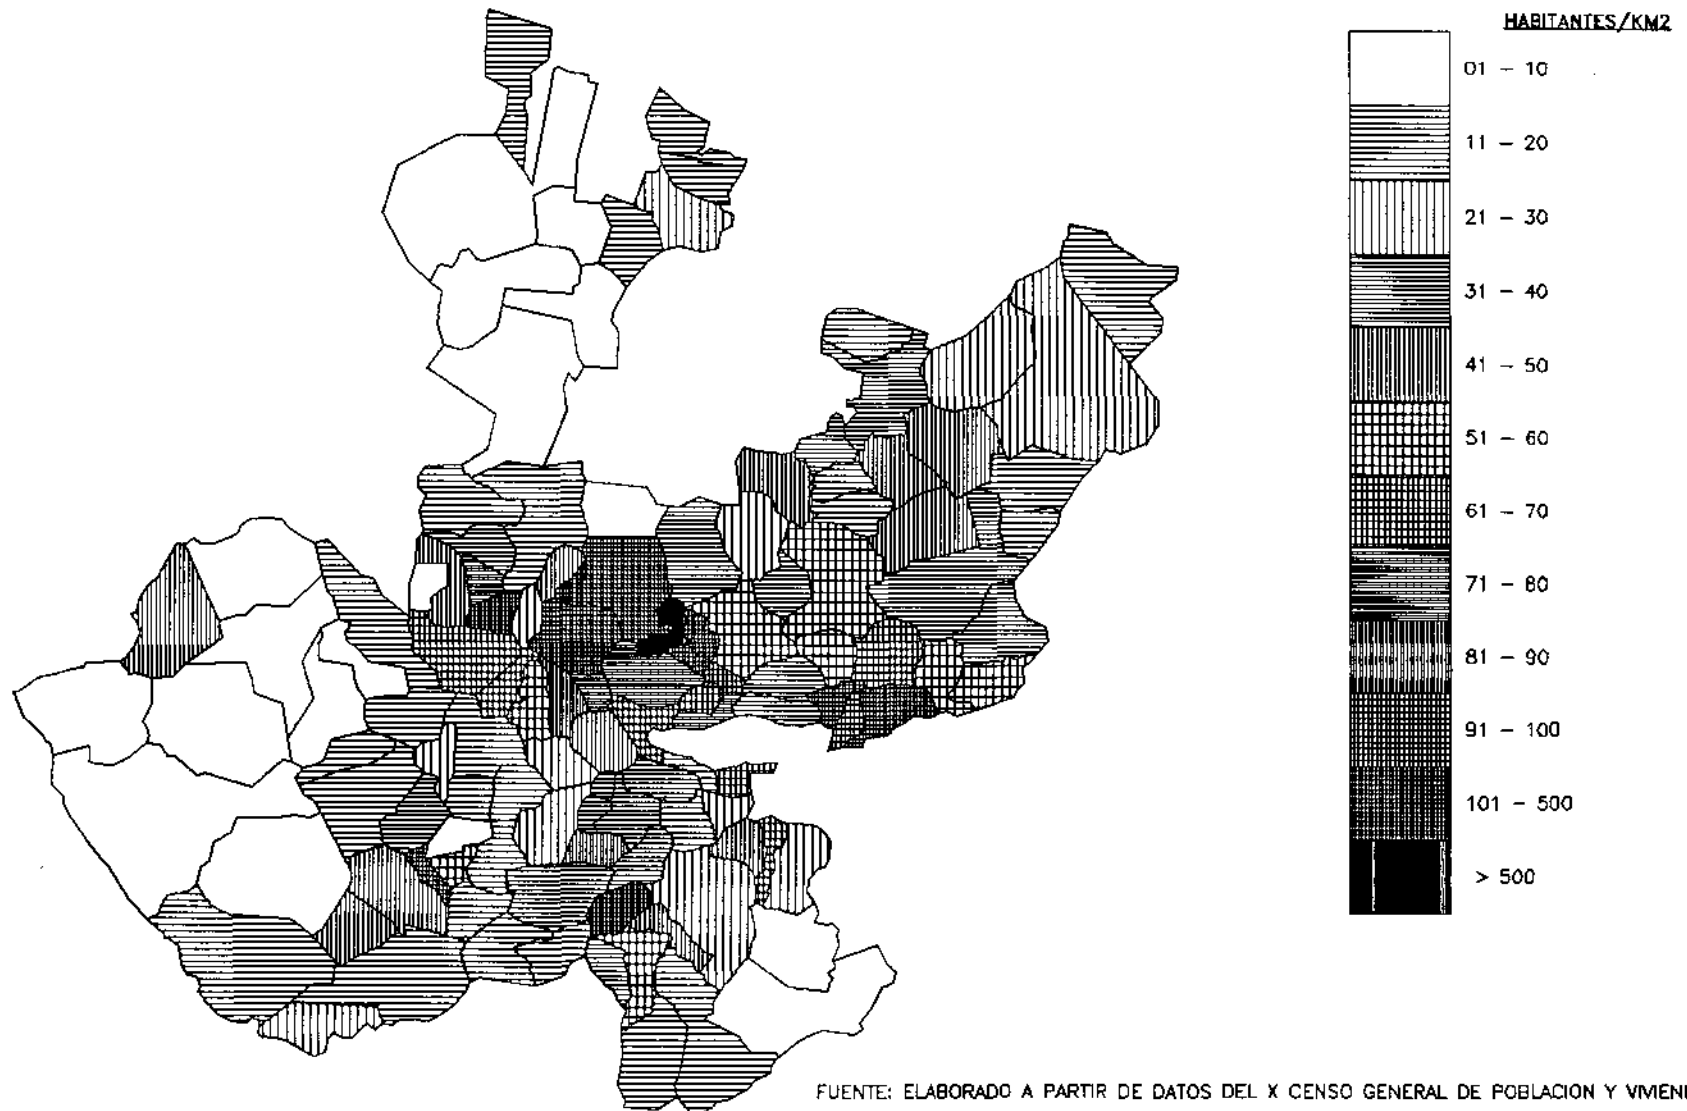 HABITANTES/KM2
01 - 10
11 - 20
21 - 30
31 - 40
41 - 50
51 - 60
61 - 70
71 - 80
81 - 90
91 - 100
101 - 500
> 500
FUENTE: ELABORADO A PARTIR DE DATOS DEL X CENSO GENERAL DE POBLACION Y